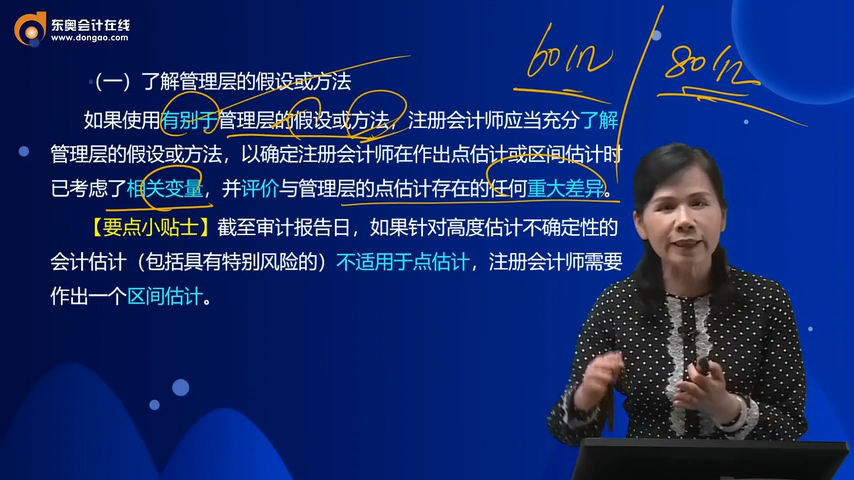 东奥会计在线
www.dongao.com
60亿
80亿
（一）了解管理层的假设或方法
如果使用有别于管理层的假设或方法，注册会计师应当充分了解
管理层的假设或方法，以确定注册会计师在作出点估计或区间估计时
已考虑了相关变量，并评价与管理层的点估计存在的任何重大差异。
【要点小贴士】截至审计报告日，如果针对高度估计不确定性的
会计估计（包括具有特别风险的）不适用于点估计，注册会计师需要
作出一个区间估计。